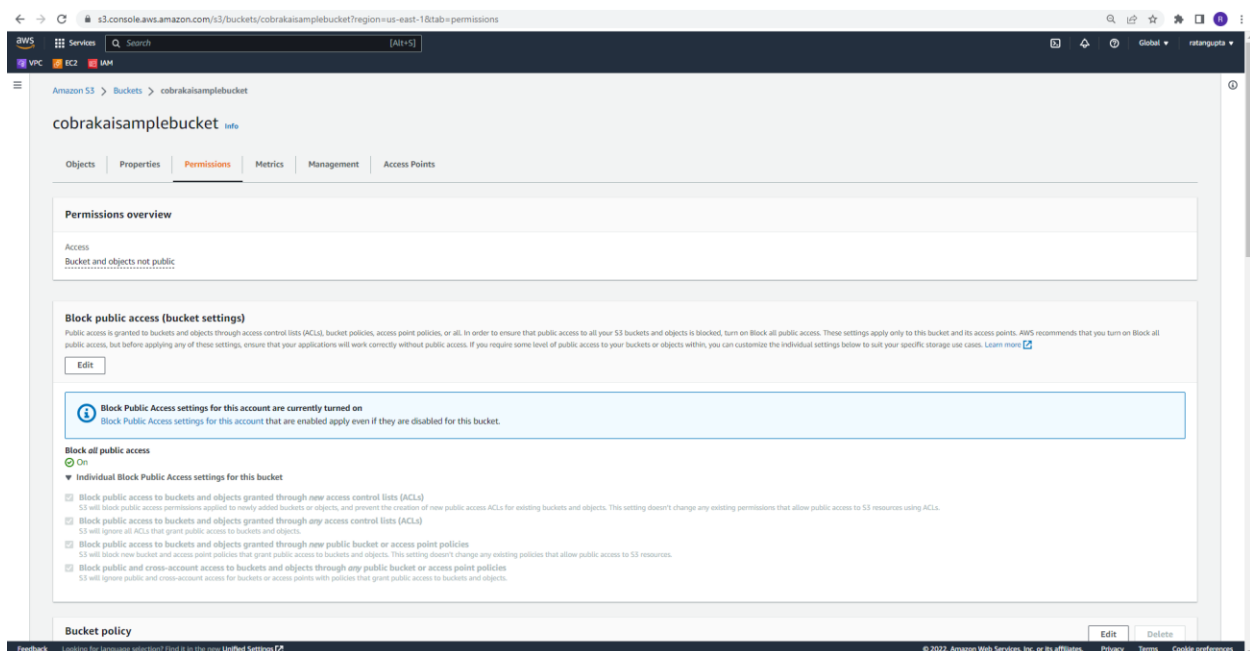 s3.console.aws.amazon.com/s3/buckets/cobrakaisamplebucket?region=us-east-1&tab=permissions
R
aws Services Search [Alt+S] Global ratangupta
VPC EC2 IAM
Amazon S3 > Buckets > cobrakaisamplebucket
cobrakaisamplebucket Info
Objects Properties Permissions Metrics Management Access Points
Permissions overview
Access
Bucket and objects not public
Block public access (bucket settings)
Public access is granted to buckets and objects through access control lists (ACLs), bucket policies, access point policies, or all. In order to ensure that public access to all your S3 buckets and objects is blocked, turn on Block all public access. These settings apply only to this bucket and its access points. AWS recommends that you turn on Block all
public access, but before applying any of these settings, ensure that your applications will work correctly without public access. If you require some level of public access to your buckets or objects within, you can customize the individual settings below to suit your specific storage use cases. Learn more
Edit
Block Public Access settings for this account are currently turned on
Block Public Access settings for this account that are enabled apply even if they are disabled for this bucket.
Block all public access
On
Individual Block Public Access settings for this bucket
Block public access to buckets and objects granted through new access control lists (ACLs)
S3 will block public access permissions applied to newly added buckets or objects, and prevent the creation of new public access ACLs for existing buckets and objects. This setting doesn't change any existing permissions that allow public access to S3 resources using ACLs.
Block public access to buckets and objects granted through any access control lists (ACLs)
S3 will ignore all ACLs that grant public access to buckets and objects.
Block public access to buckets and objects granted through new public bucket or access point policies
S3 will block new bucket and access point policies that grant public access to buckets and objects. This setting doesn't change any existing policies that allow public access to S3 resources.
Block public and cross-account access to buckets and objects through any public bucket or access point policies
S3 will ignore public and cross-account access for buckets or access points with policies that grant public access to buckets and objects.
Bucket policy Edit Delete
Feedback Looking for language selection? Find it in the new Unified Settings © 2022, Amazon Web Services, Inc. or its affiliates. Privacy Terms Cookie preferences